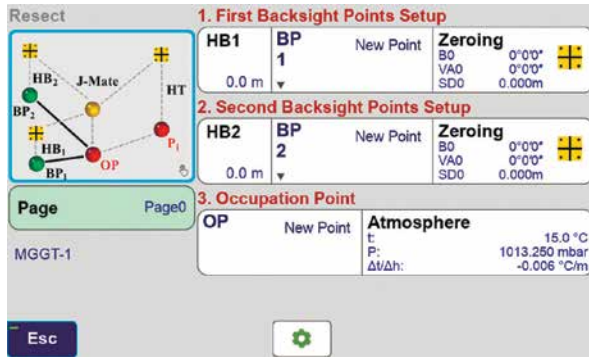 Resect
HB2
J-Mate
HT
BP2
HB1
OP
P1
BP1
Page Page0
MGGT-1
1. First Backsight Points Setup
HB1 BP New Point Zeroing
1 B0 0°0'0"
VA0 0°0'0"
0.0 m SD0 0.000m
2. Second Backsight Points Setup
HB2 BP New Point Zeroing
2 B0 0°0'0"
VA0 0°0'0"
0.0 m SD0 0.000m
3. Occupation Point
OP New Point Atmosphere
t: 15.0 °C
P: 1013.250 mbar
Δt/Δh: -0.006 °C/m
Esc